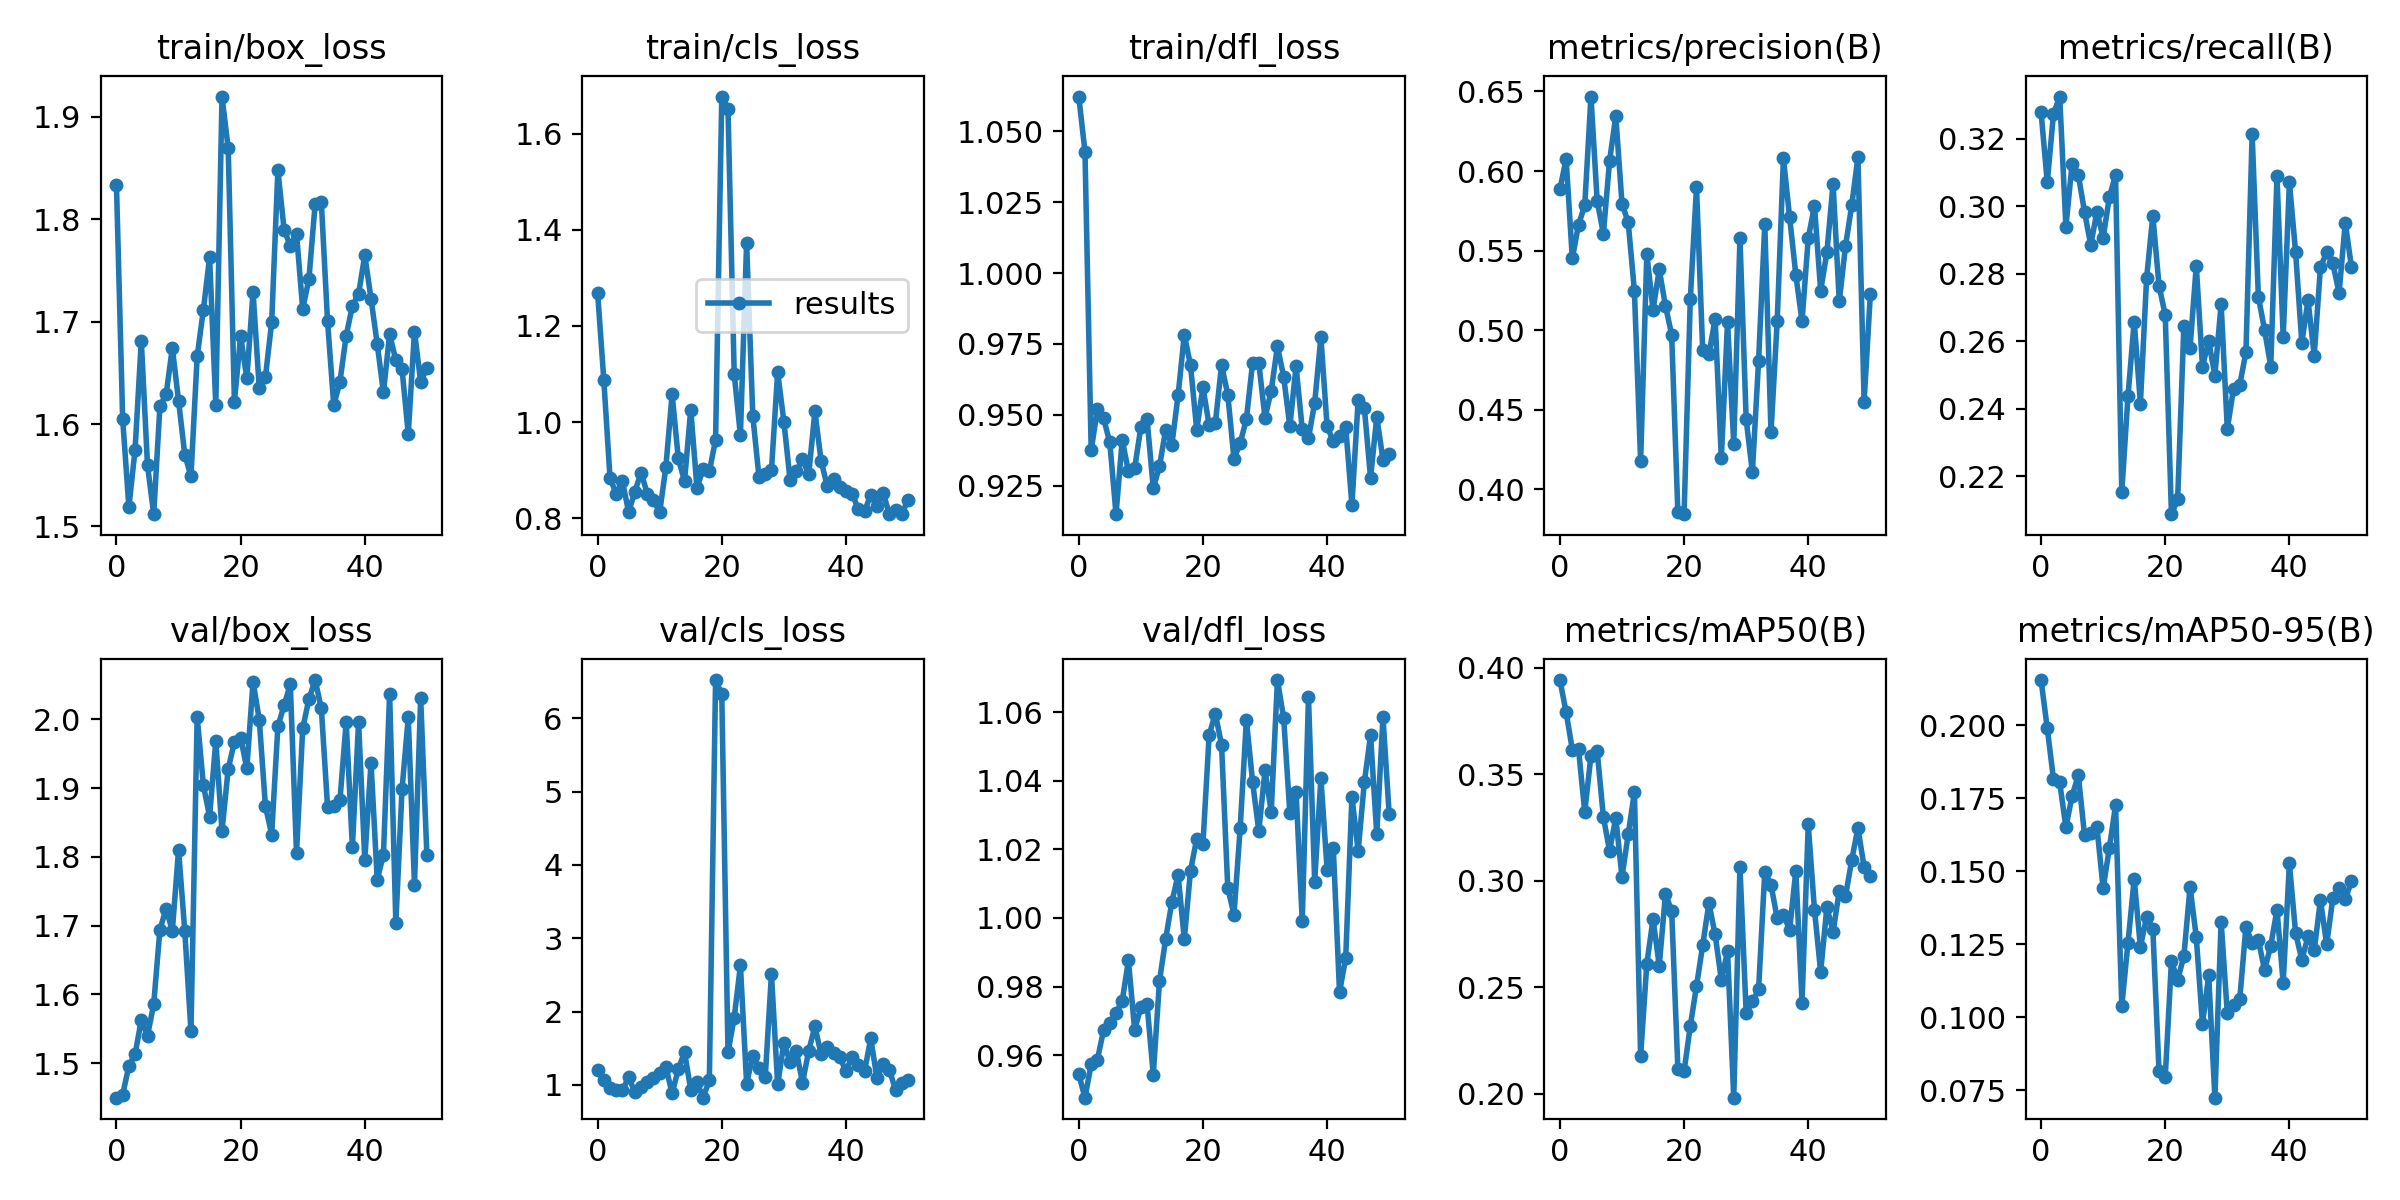 train/box_loss
train/cls_loss
train/dfl_loss
metrics/precision(B)
metrics/recall(B)
1.9
1.8
1.7
1.6
1.5
0 20 40
1.6
1.4
1.2
1.0
0.8
results
0 20 40
1.050
1.025
1.000
0.975
0.950
0.925
0 20 40
0.65
0.60
0.55
0.50
0.45
0.40
0 20 40
0.32
0.30
0.28
0.26
0.24
0.22
0 20 40
val/box_loss
val/cls_loss
val/dfl_loss
metrics/mAP50(B)
metrics/mAP50-95(B)
2.0
1.9
1.8
1.7
1.6
1.5
0 20 40
6
5
4
3
2
1
0 20 40
1.06
1.04
1.02
1.00
0.98
0.96
0 20 40
0.40
0.35
0.30
0.25
0.20
0 20 40
0.200
0.175
0.150
0.125
0.100
0.075
0 20 40